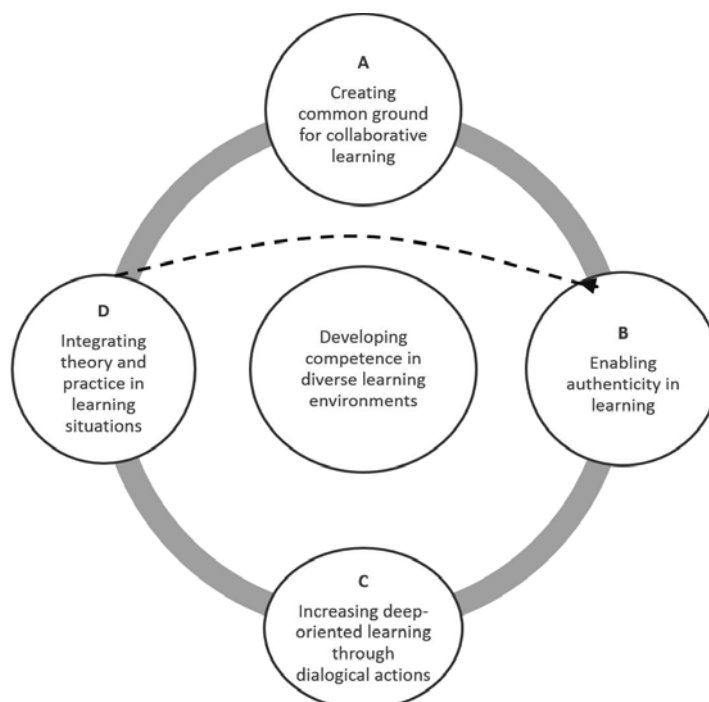 A
Creating
common ground
for collaborative
learning
D
Integrating
theory and
practice in
learning
situations
Developing
competence in
diverse learning
environments
B
Enabling
authenticity in
learning
C
Increasing deep-
oriented learning
through
dialogical actions